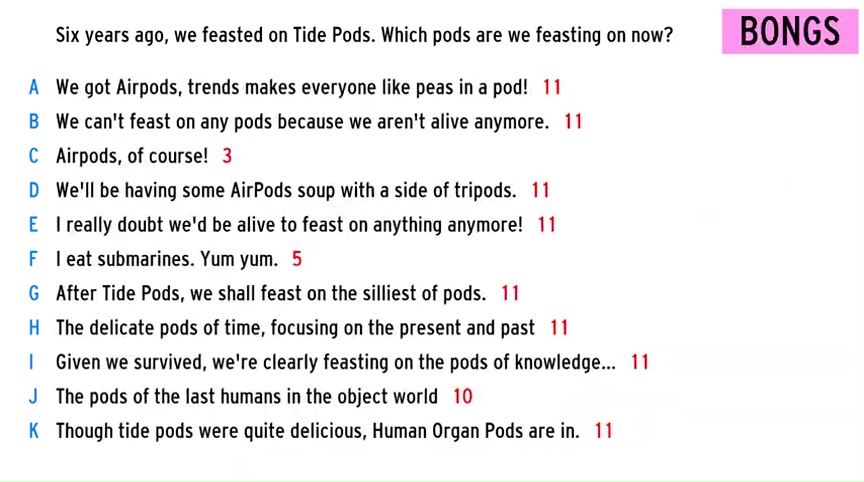 Six years ago, we feasted on Tide Pods. Which pods are we feasting on now?
BONGS
A We got Airpods, trends makes everyone like peas in a pod! 11
B We can't feast on any pods because we aren't alive anymore. 11
C Airpods, of course! 3
D We'll be having some AirPods soup with a side of tripods. 11
E I really doubt we'd be alive to feast on anything anymore! 11
F I eat submarines. Yum yum. 5
G After Tide Pods, we shall feast on the silliest of pods. 11
H The delicate pods of time, focusing on the present and past 11
I Given we survived, we're clearly feasting on the pods of knowledge... 11
J The pods of the last humans in the object world 10
K Though tide pods were quite delicious, Human Organ Pods are in. 11